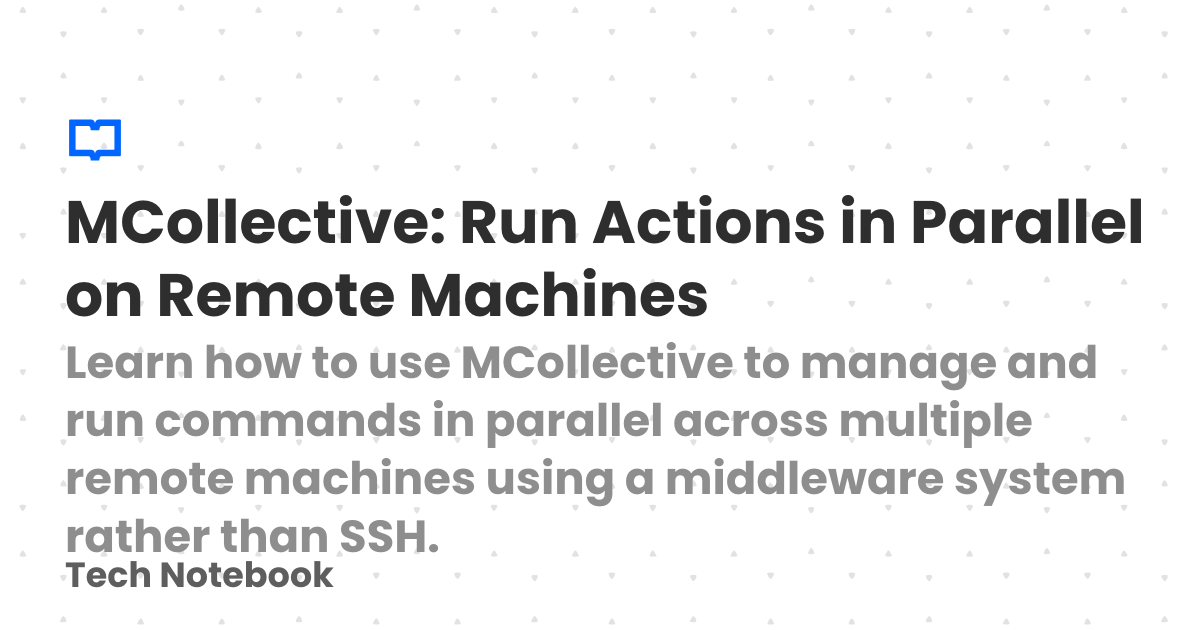 MCollective: Run Actions in Parallel
on Remote Machines
Learn how to use MCollective to manage and
run commands in parallel across multiple
remote machines using a middleware system
rather than SSH.
Tech Notebook